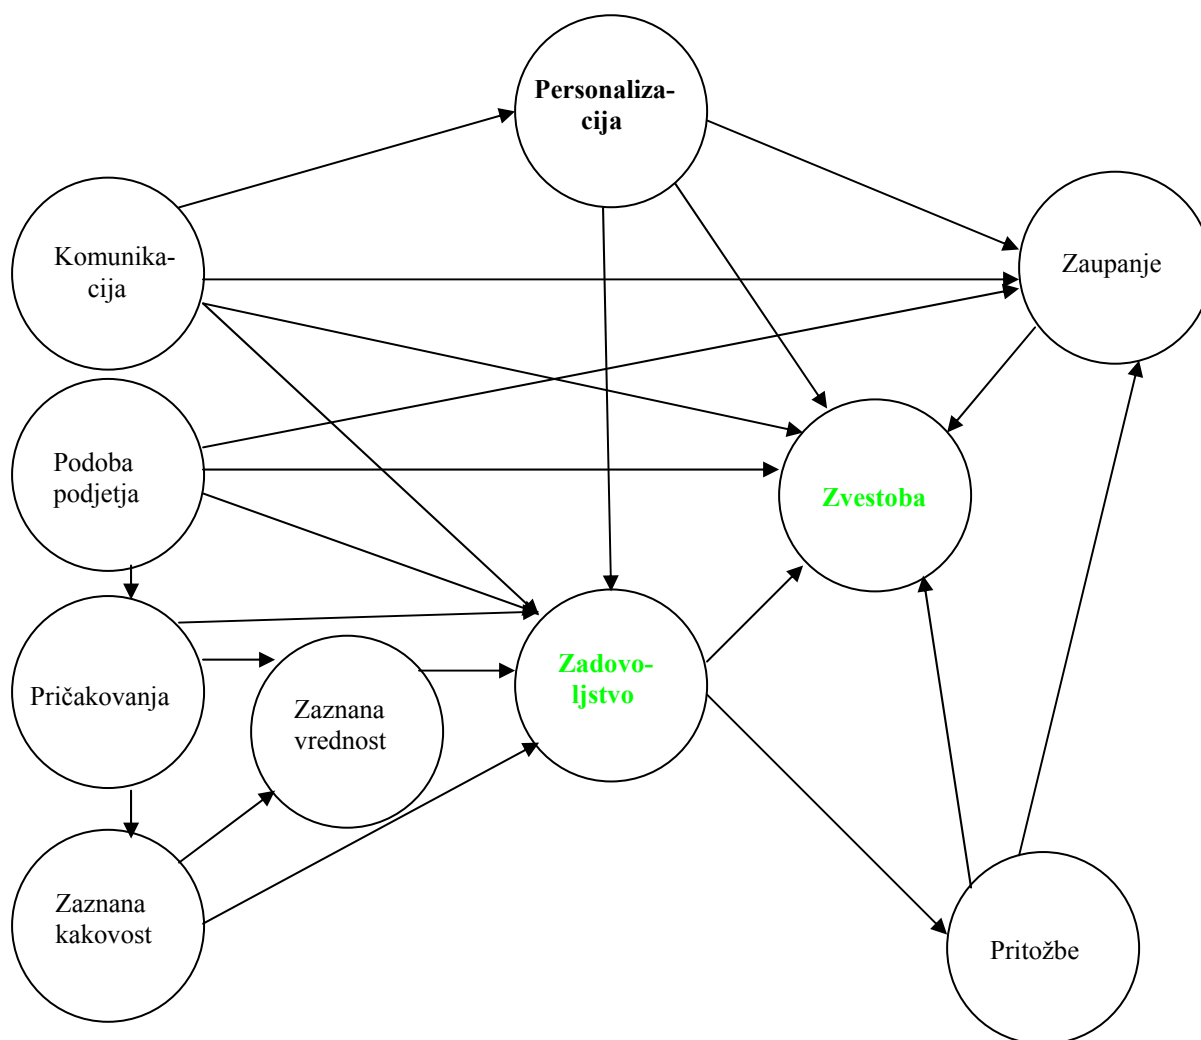 Personaliza-
cija
Komunika-
cija
Zaupanje
Podoba
podjetja
Zvestoba
Pričakovanja
Zaznana
vrednost
Zadovo-
ljstvo
Zaznana
kakovost
Pritožbe